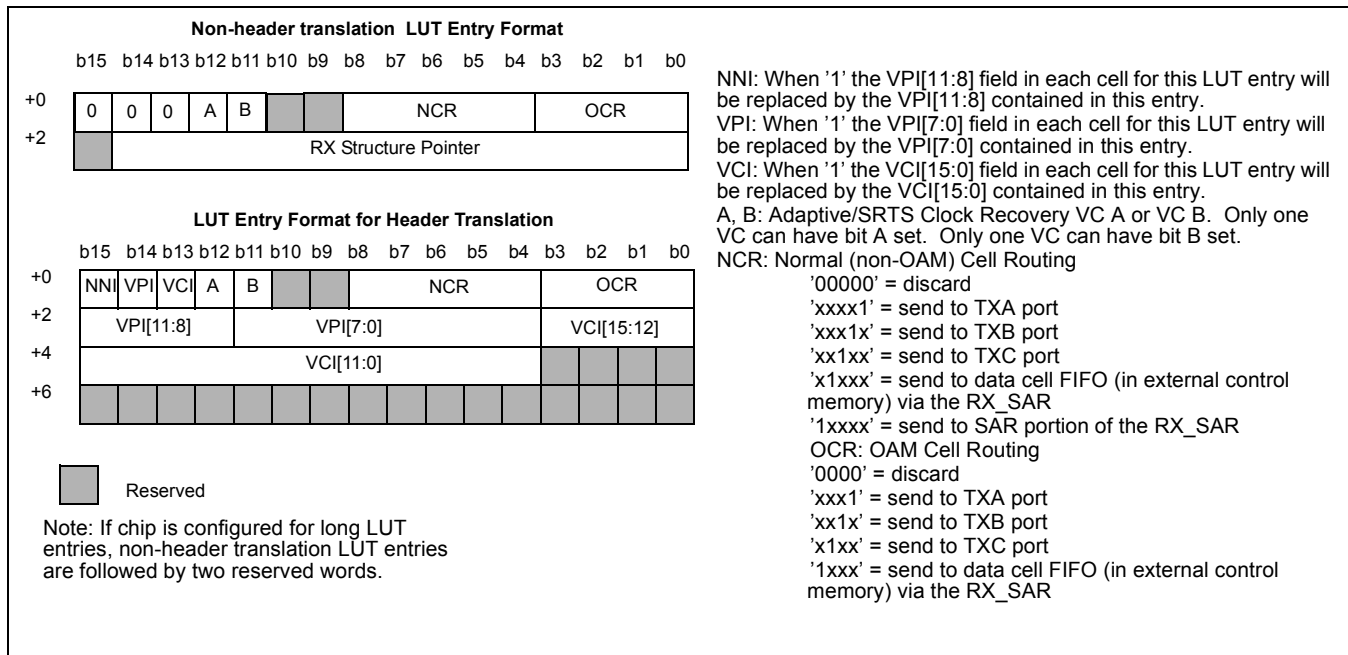 Non-header translation LUT Entry Format
b15 b14 b13 b12 b11 b10 b9 b8 b7 b6 b5 b4 b3 b2 b1 b0
+0 0 0 0 A B NCR OCR
+2 RX Structure Pointer
LUT Entry Format for Header Translation
b15 b14 b13 b12 b11 b10 b9 b8 b7 b6 b5 b4 b3 b2 b1 b0
+0 NNI VPI VCI A B NCR OCR
+2 VPI[11:8] VPI[7:0] VCI[15:12]
+4 VCI[11:0]
+6
Reserved
Note: If chip is configured for long LUT
entries, non-header translation LUT entries
are followed by two reserved words.
NNI: When '1' the VPI[11:8] field in each cell for this LUT entry will
be replaced by the VPI[11:8] contained in this entry.
VPI: When '1' the VPI[7:0] field in each cell for this LUT entry will
be replaced by the VPI[7:0] contained in this entry.
VCI: When '1' the VCI[15:0] field in each cell for this LUT entry will
be replaced by the VCI[15:0] contained in this entry.
A, B: Adaptive/SRTS Clock Recovery VC A or VC B. Only one
VC can have bit A set. Only one VC can have bit B set.
NCR: Normal (non-OAM) Cell Routing
'00000' = discard
'xxxx1' = send to TXA port
'xxx1x' = send to TXB port
'xx1xx' = send to TXC port
'x1xxx' = send to data cell FIFO (in external control
memory) via the RX_SAR
'1xxxx' = send to SAR portion of the RX_SAR
OCR: OAM Cell Routing
'0000' = discard
'xxx1' = send to TXA port
'xx1x' = send to TXB port
'x1xx' = send to TXC port
'1xxx' = send to data cell FIFO (in external control
memory) via the RX_SAR